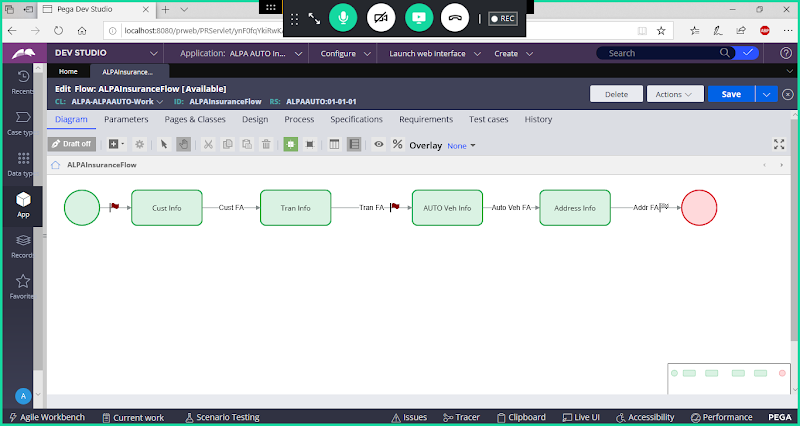 Pega Dev Studio
localhost:8080/prweb/PRServlet/ynF0fqYkiRwK
REC
ABP
DEV STUDIO
Application: ALPA AUTO In...
Configure
Launch web interface
Create
Search
Home
ALPAInsurance...
Recents
Case type
Data type
App
Record
Favorite
A
Edit Flow: ALPAInsuranceFlow [Available]
CL: ALPA-ALPAAUTO-Work ID: ALPAInsuranceFlow RS: ALPAAUTO:01-01-01
Delete
Actions
Save
Diagram Parameters Pages & Classes Design Process Specifications Requirements Test cases History
Draft off
Overlay None
ALPAInsuranceFlow
Cust Info Cust FA Tran Info Tran FA AUTO Veh Info Auto Veh FA Address Info Addr FA
Agile Workbench Current work Scenario Testing Issues Tracer Clipboard Live UI Accessibility Performance PEGA